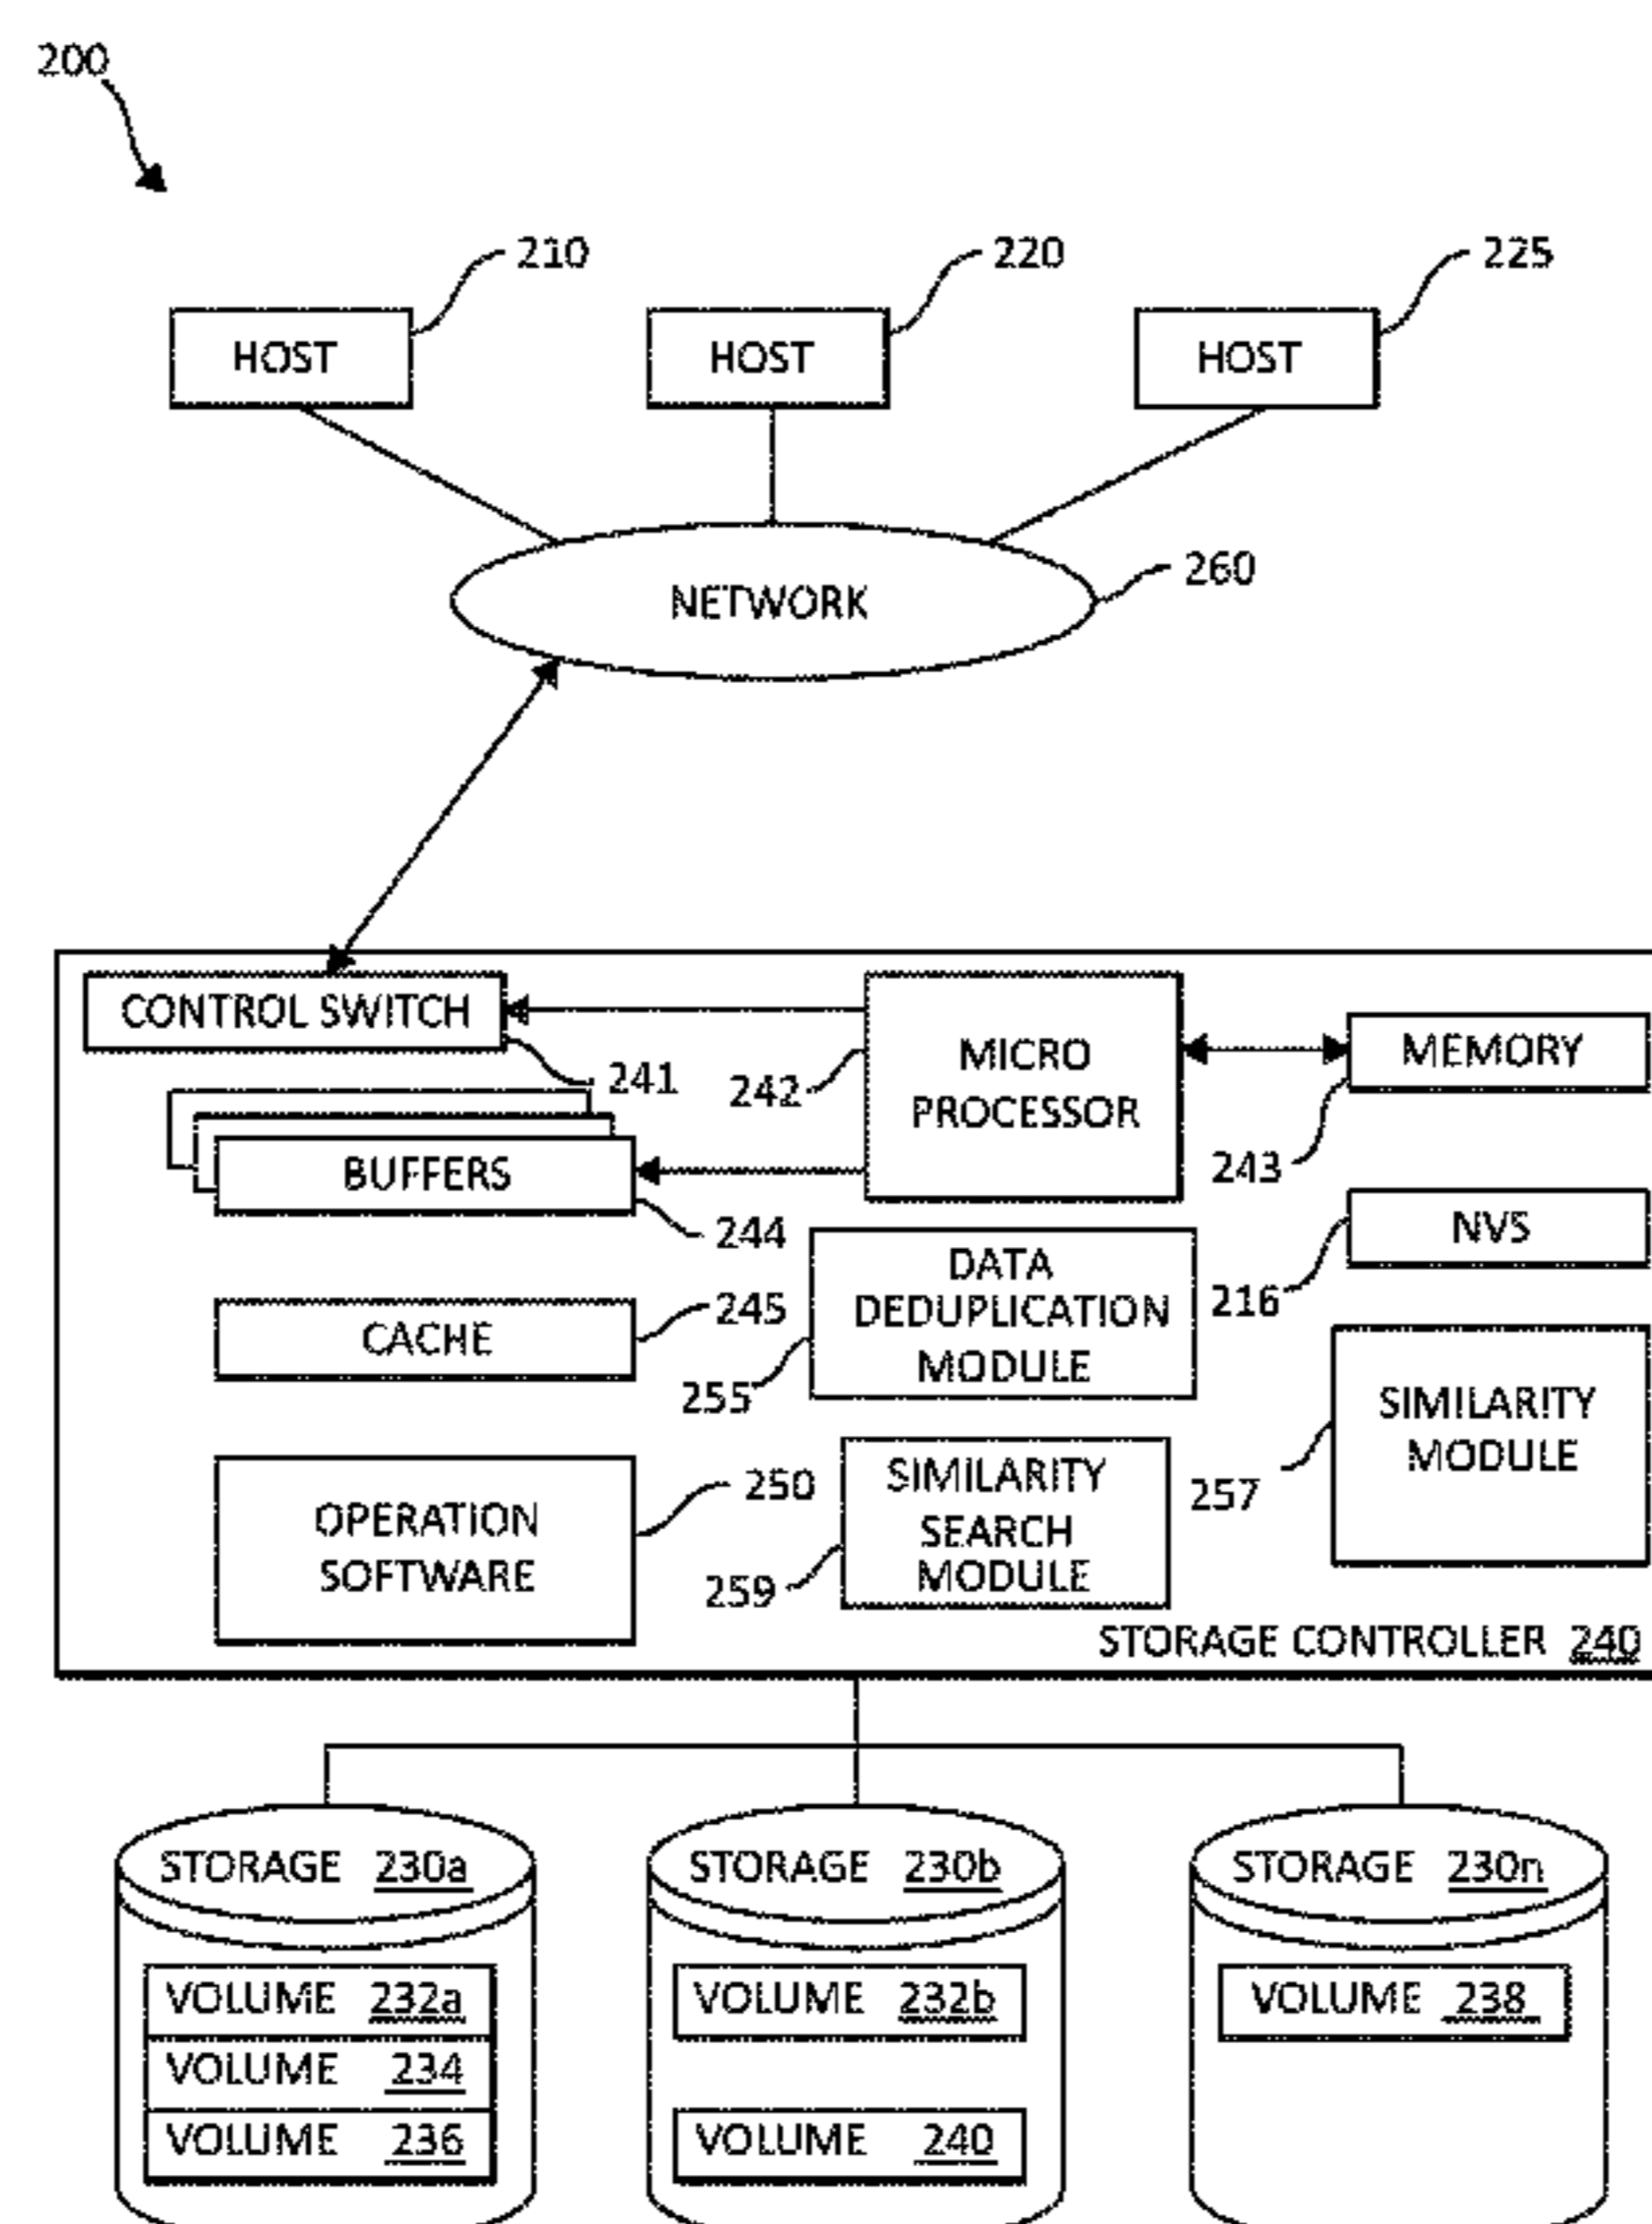 200
210
220
225
HOST
HOST
HOST
260
NETWORK
CONTROL SWITCH
241
242
MICRO
PROCESSOR
MEMORY
243
BUFFERS
244
NVS
216
DATA
DEDUPLICATION
MODULE
255
CACHE
245
SIMILARITY
MODULE
257
OPERATION
SOFTWARE
250
SIMILARITY
SEARCH
MODULE
259
STORAGE CONTROLLER 240
STORAGE 230a
STORAGE 230b
STORAGE 230n
VOLUME 232a
VOLUME 234
VOLUME 236
VOLUME 232b
VOLUME 240
VOLUME 238